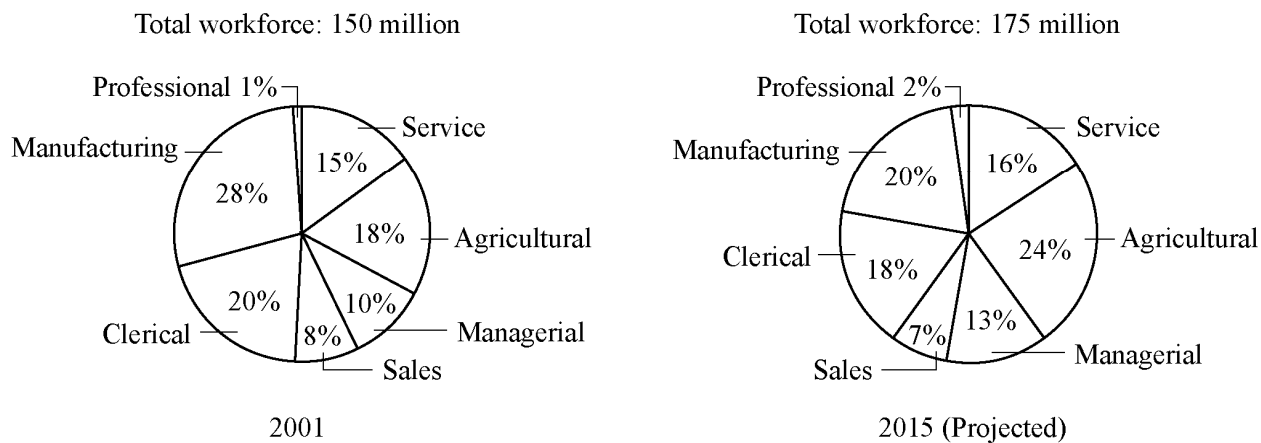 Total workforce: 150 million
Professional 1%
Service
Manufacturing
15%
28%
18%
Agricultural
20%
10%
Clerical
8%
Managerial
Sales
2001
Total workforce: 175 million
Professional 2%
Service
Manufacturing
16%
20%
Agricultural
24%
Clerical
18%
13%
7%
Managerial
Sales
2015 (Projected)